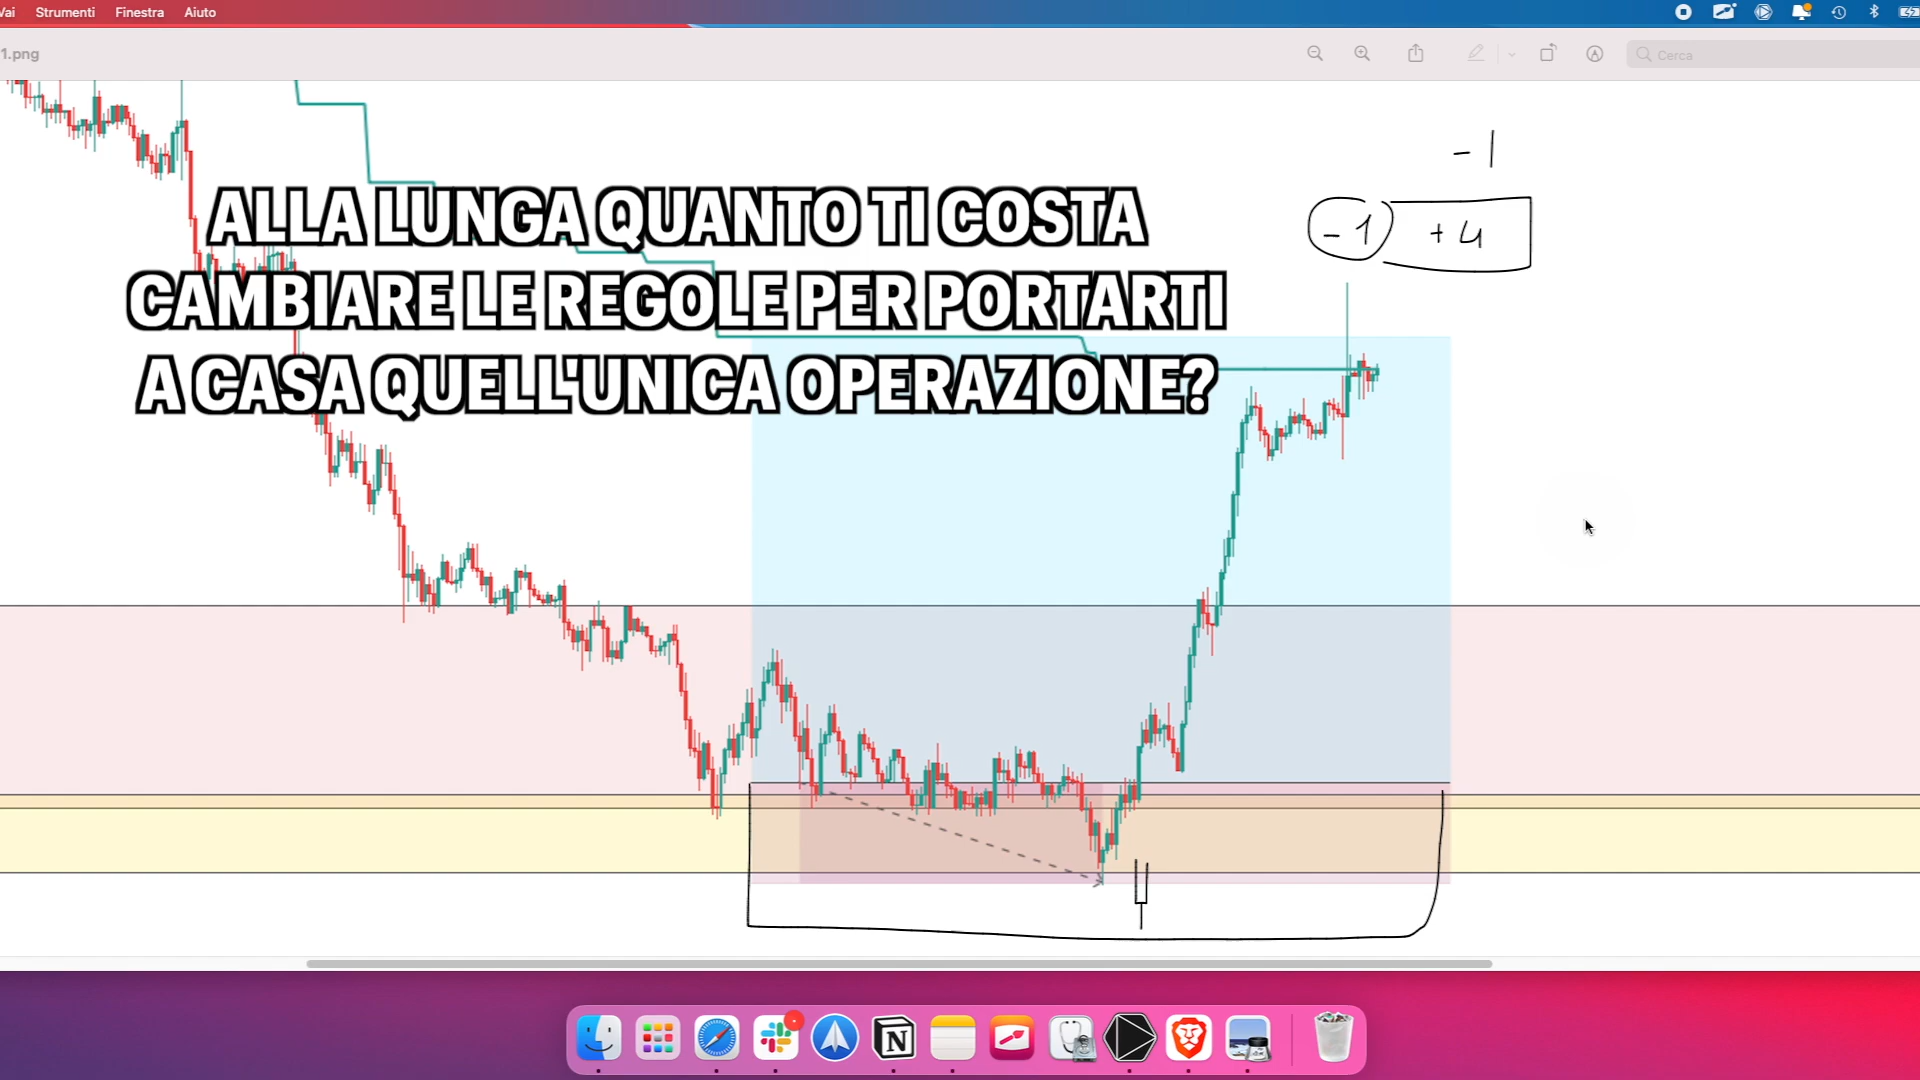 Vai Strumenti Finestra Aiuto
1.png
Cerca
- 1
- 1 + 4
ALLA LUNGA QUANTO TI COSTA
CAMBIARE LE REGOLE PER PORTARTI
A CASA QUELL'UNICA OPERAZIONE?